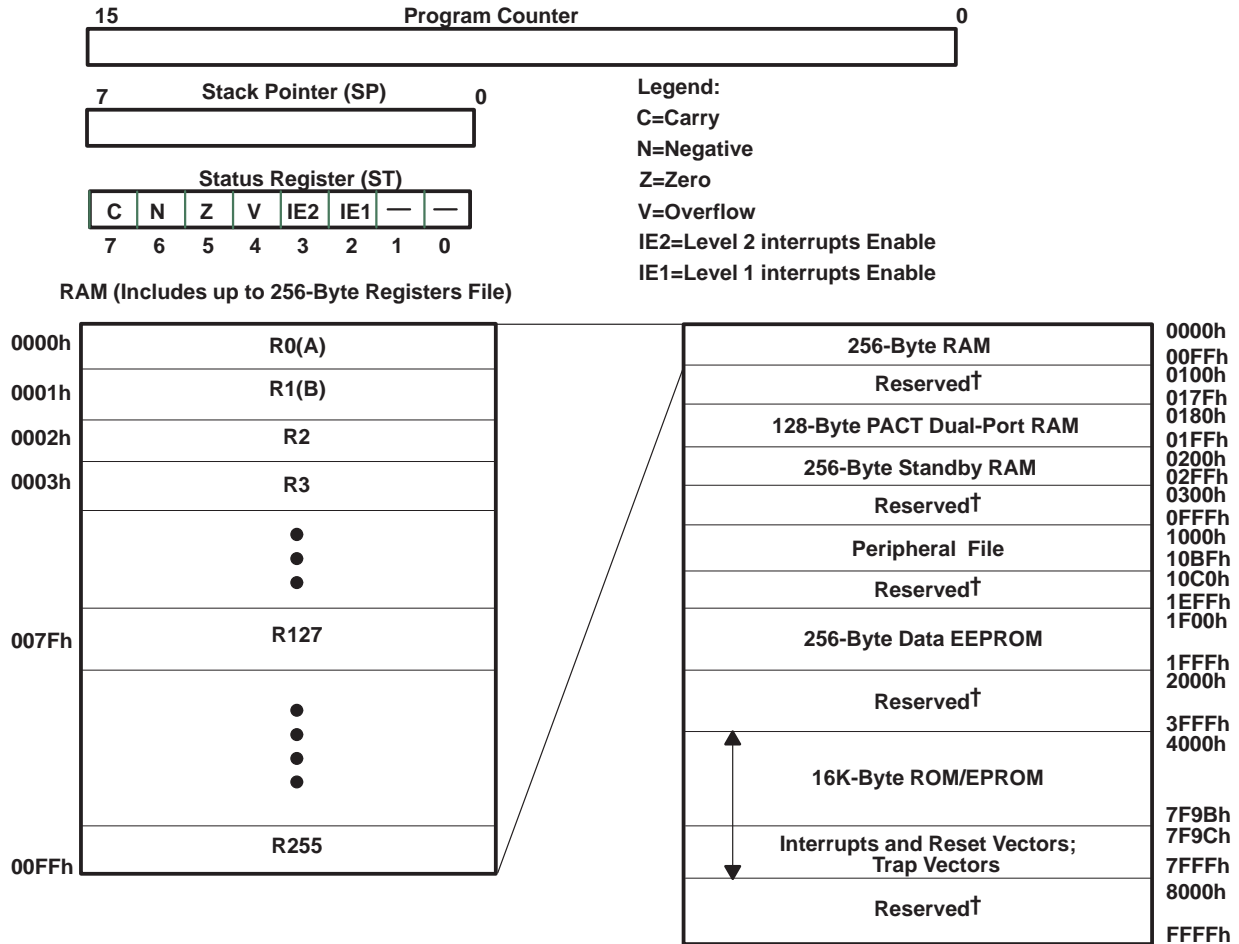 15 Program Counter 0
7 Stack Pointer (SP) 0
Legend:
C=Carry
N=Negative
Z=Zero
V=Overflow
IE2=Level 2 interrupts Enable
IE1=Level 1 interrupts Enable
Status Register (ST)
C N Z V IE2 IE1 — —
7 6 5 4 3 2 1 0
RAM (Includes up to 256-Byte Registers File)
0000h R0(A)
0001h R1(B)
0002h R2
0003h R3
007Fh R127
R255
00FFh
0000h
256-Byte RAM
00FFh
0100h
Reserved†
017Fh
0180h
128-Byte PACT Dual-Port RAM
01FFh
0200h
256-Byte Standby RAM
02FFh
0300h
Reserved†
0FFFh
1000h
Peripheral File
10BFh
10C0h
Reserved†
1EFFh
1F00h
256-Byte Data EEPROM
1FFFh
2000h
Reserved†
3FFFh
4000h
16K-Byte ROM/EPROM
7F9Bh
7F9Ch
Interrupts and Reset Vectors;
Trap Vectors
7FFFh
8000h
Reserved†
FFFFh